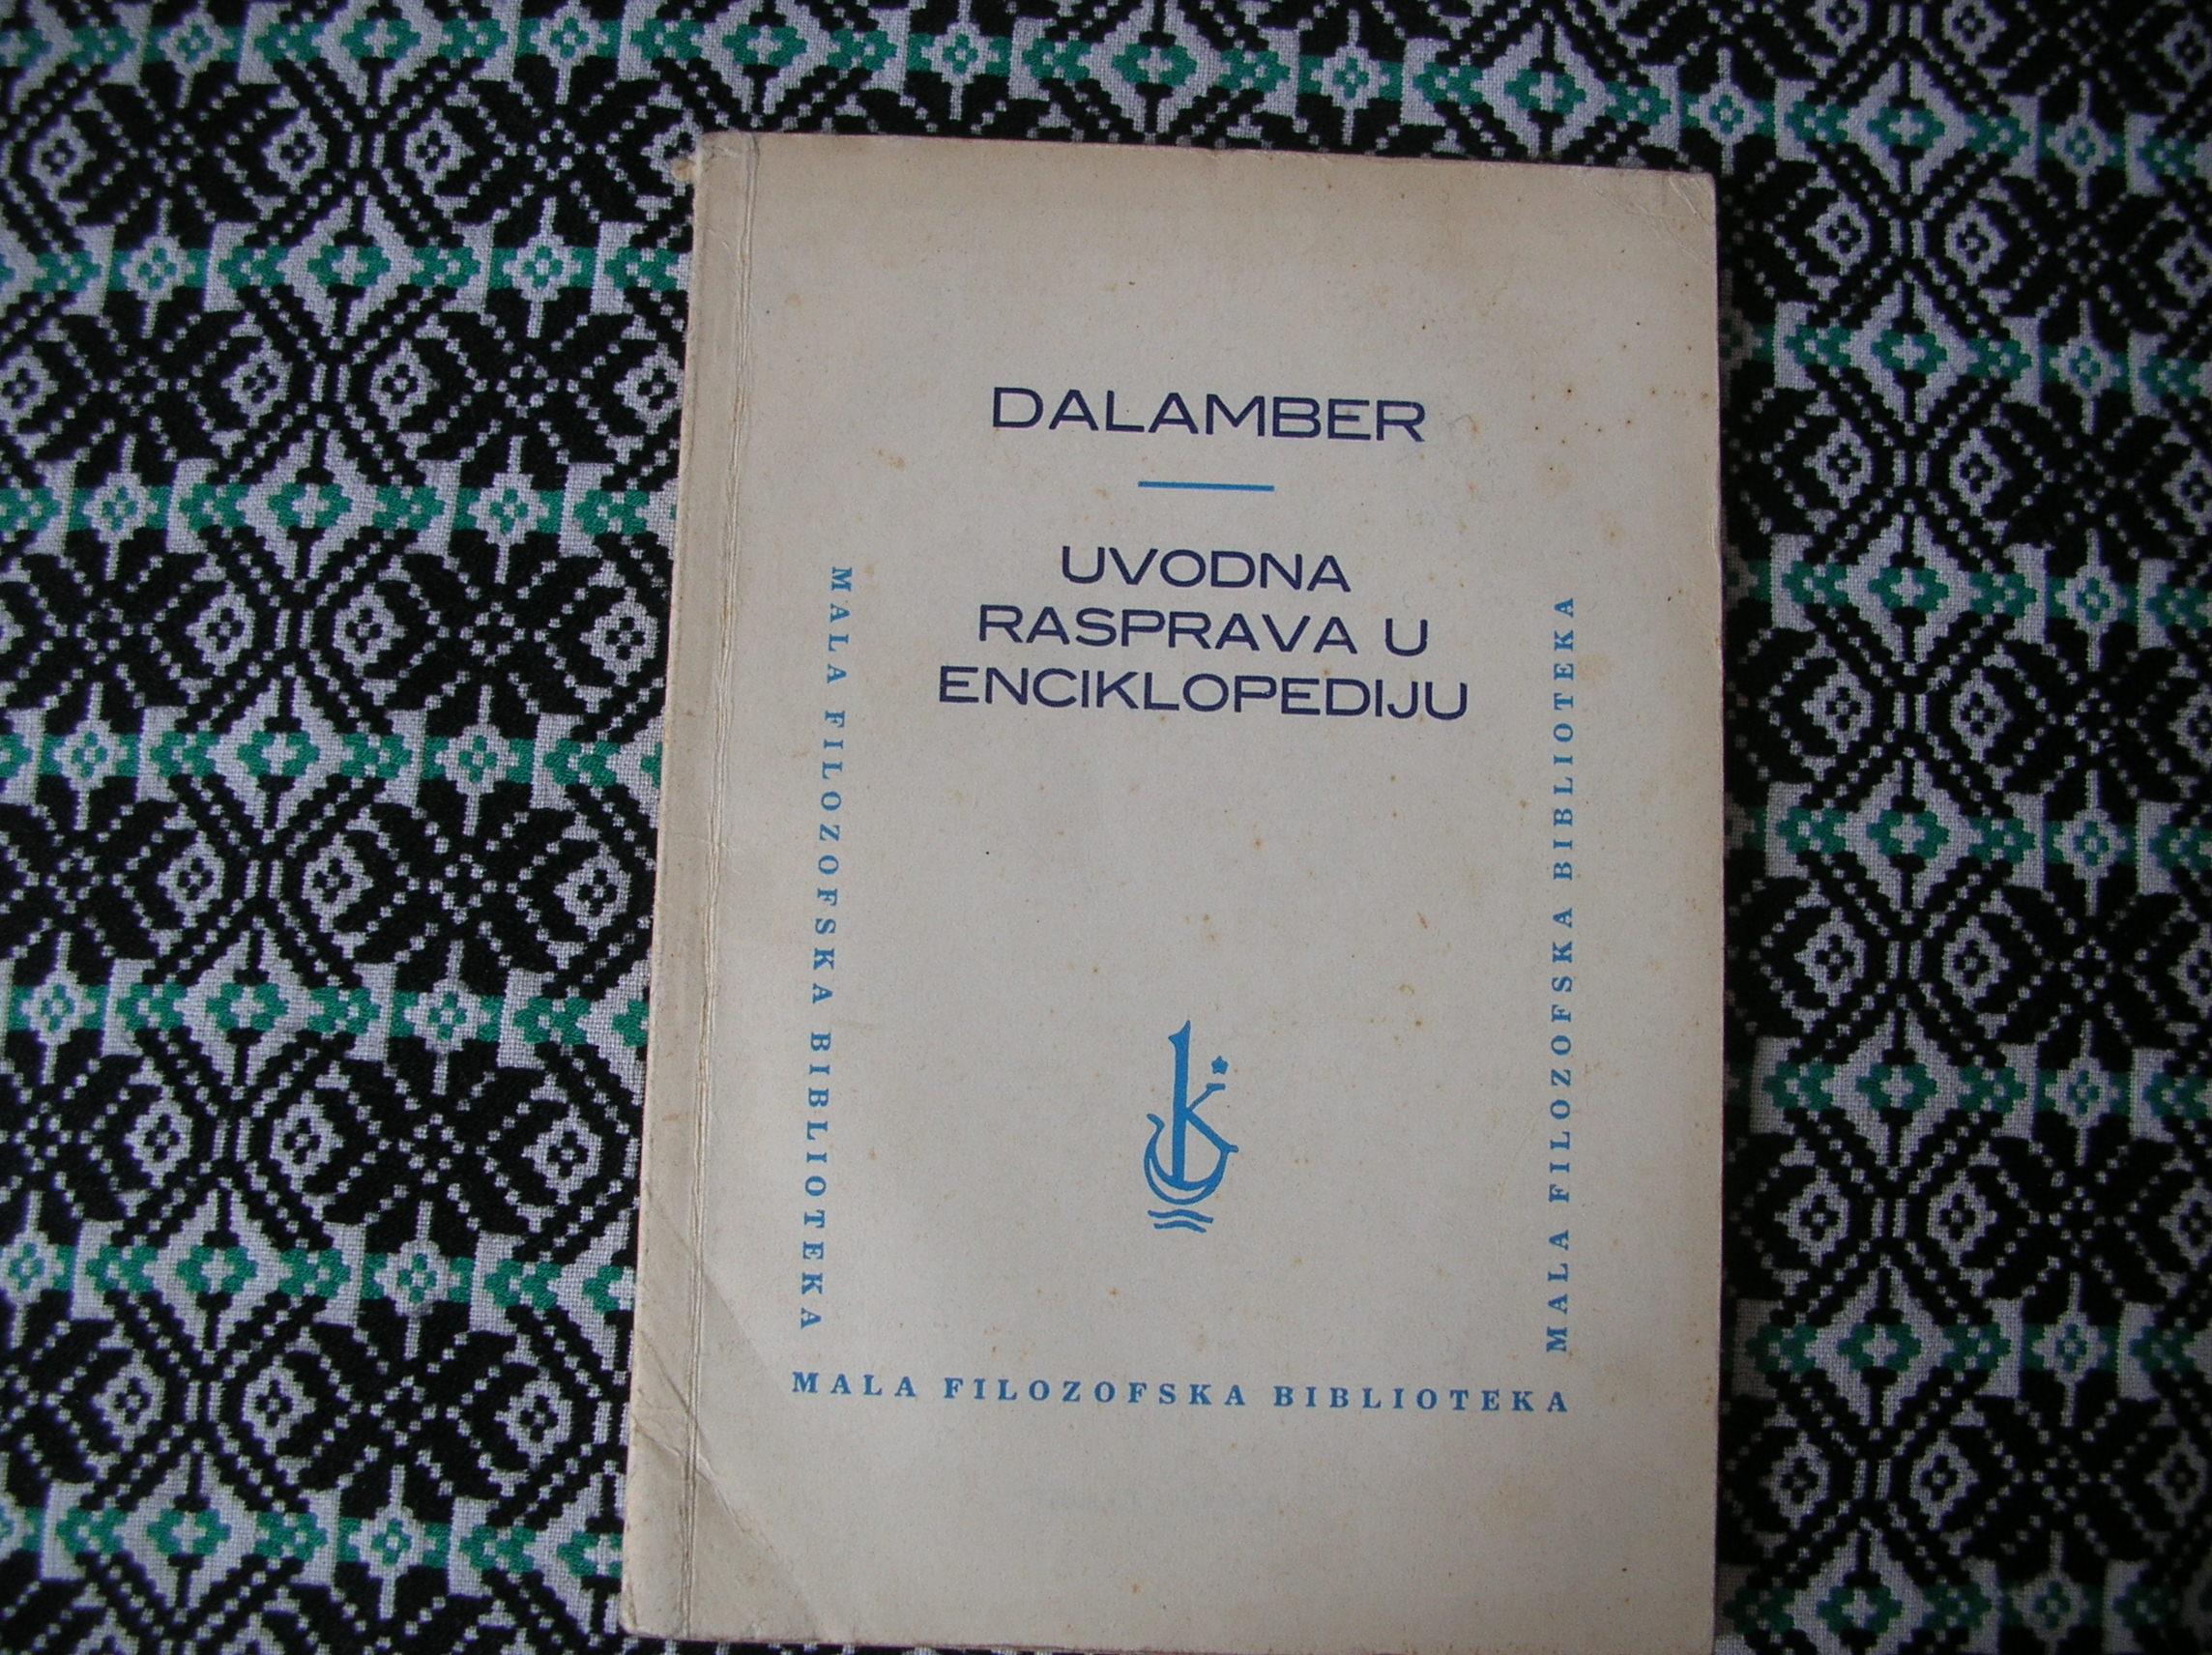 DALAMBER
UVODNA
RASPRAVA U
ENCIKLOPEDIJU
MALA FILOZOFSKA BIBLIOTEKA
MALA FILOZOFSKA BIBLIOTEKA
K
MALA FILOZOFSKA BIBLIOTEKA